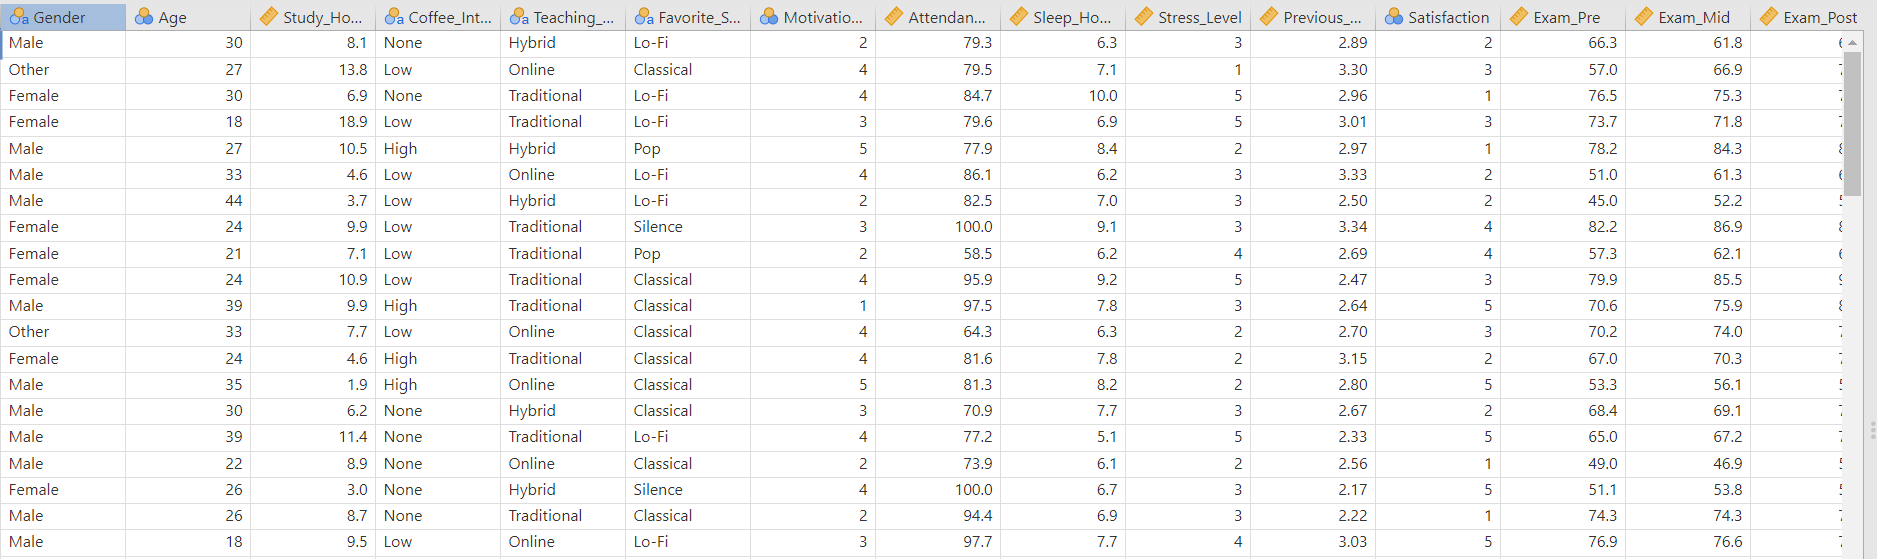 Gender Age Study_Ho... Coffee_Int... Teaching_... Favorite_S... Motivatio... Attendan... Sleep_Ho... Stress_Level Previous_... Satisfaction Exam_Pre Exam_Mid Exam_Post
Male 30 8.1 None Hybrid Lo-Fi 2 79.3 6.3 3 2.89 2 66.3 61.8
Other 27 13.8 Low Online Classical 4 79.5 7.1 1 3.30 3 57.0 66.9
Female 30 6.9 None Traditional Lo-Fi 4 84.7 10.0 5 2.96 1 76.5 75.3
Female 18 18.9 Low Traditional Lo-Fi 3 79.6 6.9 5 3.01 3 73.7 71.8
Male 27 10.5 High Hybrid Pop 5 77.9 8.4 2 2.97 1 78.2 84.3
Male 33 4.6 Low Online Lo-Fi 4 86.1 6.2 3 3.33 2 51.0 61.3
Male 44 3.7 Low Hybrid Lo-Fi 2 82.5 7.0 3 2.50 2 45.0 52.2
Female 24 9.9 Low Traditional Silence 3 100.0 9.1 3 3.34 4 82.2 86.9
Female 21 7.1 Low Traditional Pop 2 58.5 6.2 4 2.69 4 57.3 62.1
Female 24 10.9 Low Traditional Classical 4 95.9 9.2 5 2.47 3 79.9 85.5
Male 39 9.9 High Traditional Classical 1 97.5 7.8 3 2.64 5 70.6 75.9
Other 33 7.7 Low Online Classical 4 64.3 6.3 2 2.70 3 70.2 74.0
Female 24 4.6 High Traditional Classical 4 81.6 7.8 2 3.15 2 67.0 70.3
Male 35 1.9 High Online Classical 5 81.3 8.2 2 2.80 5 53.3 56.1
Male 30 6.2 None Hybrid Classical 3 70.9 7.7 3 2.67 2 68.4 69.1
Male 39 11.4 None Traditional Lo-Fi 4 77.2 5.1 5 2.33 5 65.0 67.2
Male 22 8.9 None Online Classical 2 73.9 6.1 2 2.56 1 49.0 46.9
Female 26 3.0 None Hybrid Silence 4 100.0 6.7 3 2.17 5 51.1 53.8
Male 26 8.7 None Traditional Classical 2 94.4 6.9 3 2.22 1 74.3 74.3
Male 18 9.5 Low Online Lo-Fi 3 97.7 7.7 4 3.03 5 76.9 76.6